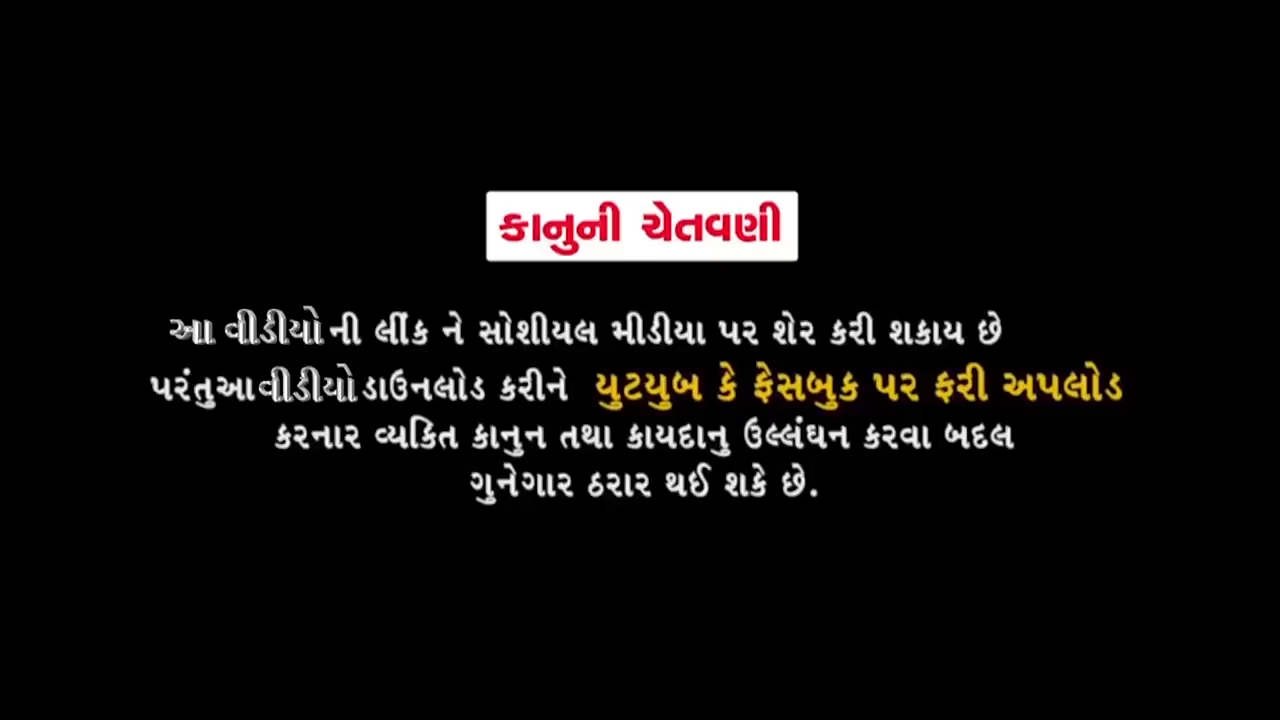 કાનુની ચેતવણી
આ વીડીયો ની લીંક ને સોશીયલ મીડીયા પર શેર કરી શકાય છે
પરંતુઆ વીડીયો ડાઉનલોડ કરીને યુટયુબ કે ફેસબુક પર ફરી અપલોડ
કરનાર વ્યકિત કાનુન તથા કાયદાનુ ઉલ્લંઘન કરવા બદલ
ગુનેગાર ઠરાર થઈ શકે છે.